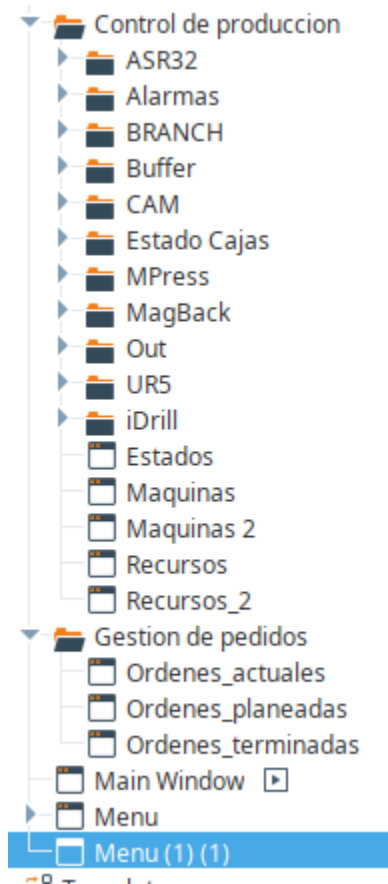 Control de produccion
ASR32
Alarmas
BRANCH
Buffer
CAM
Estado Cajas
MPress
MagBack
Out
UR5
iDrill
Estados
Maquinas
Maquinas 2
Recursos
Recursos_2
Gestion de pedidos
Ordenes_actuales
Ordenes_planeadas
Ordenes_terminadas
Main Window
Menu
Menu (1) (1)